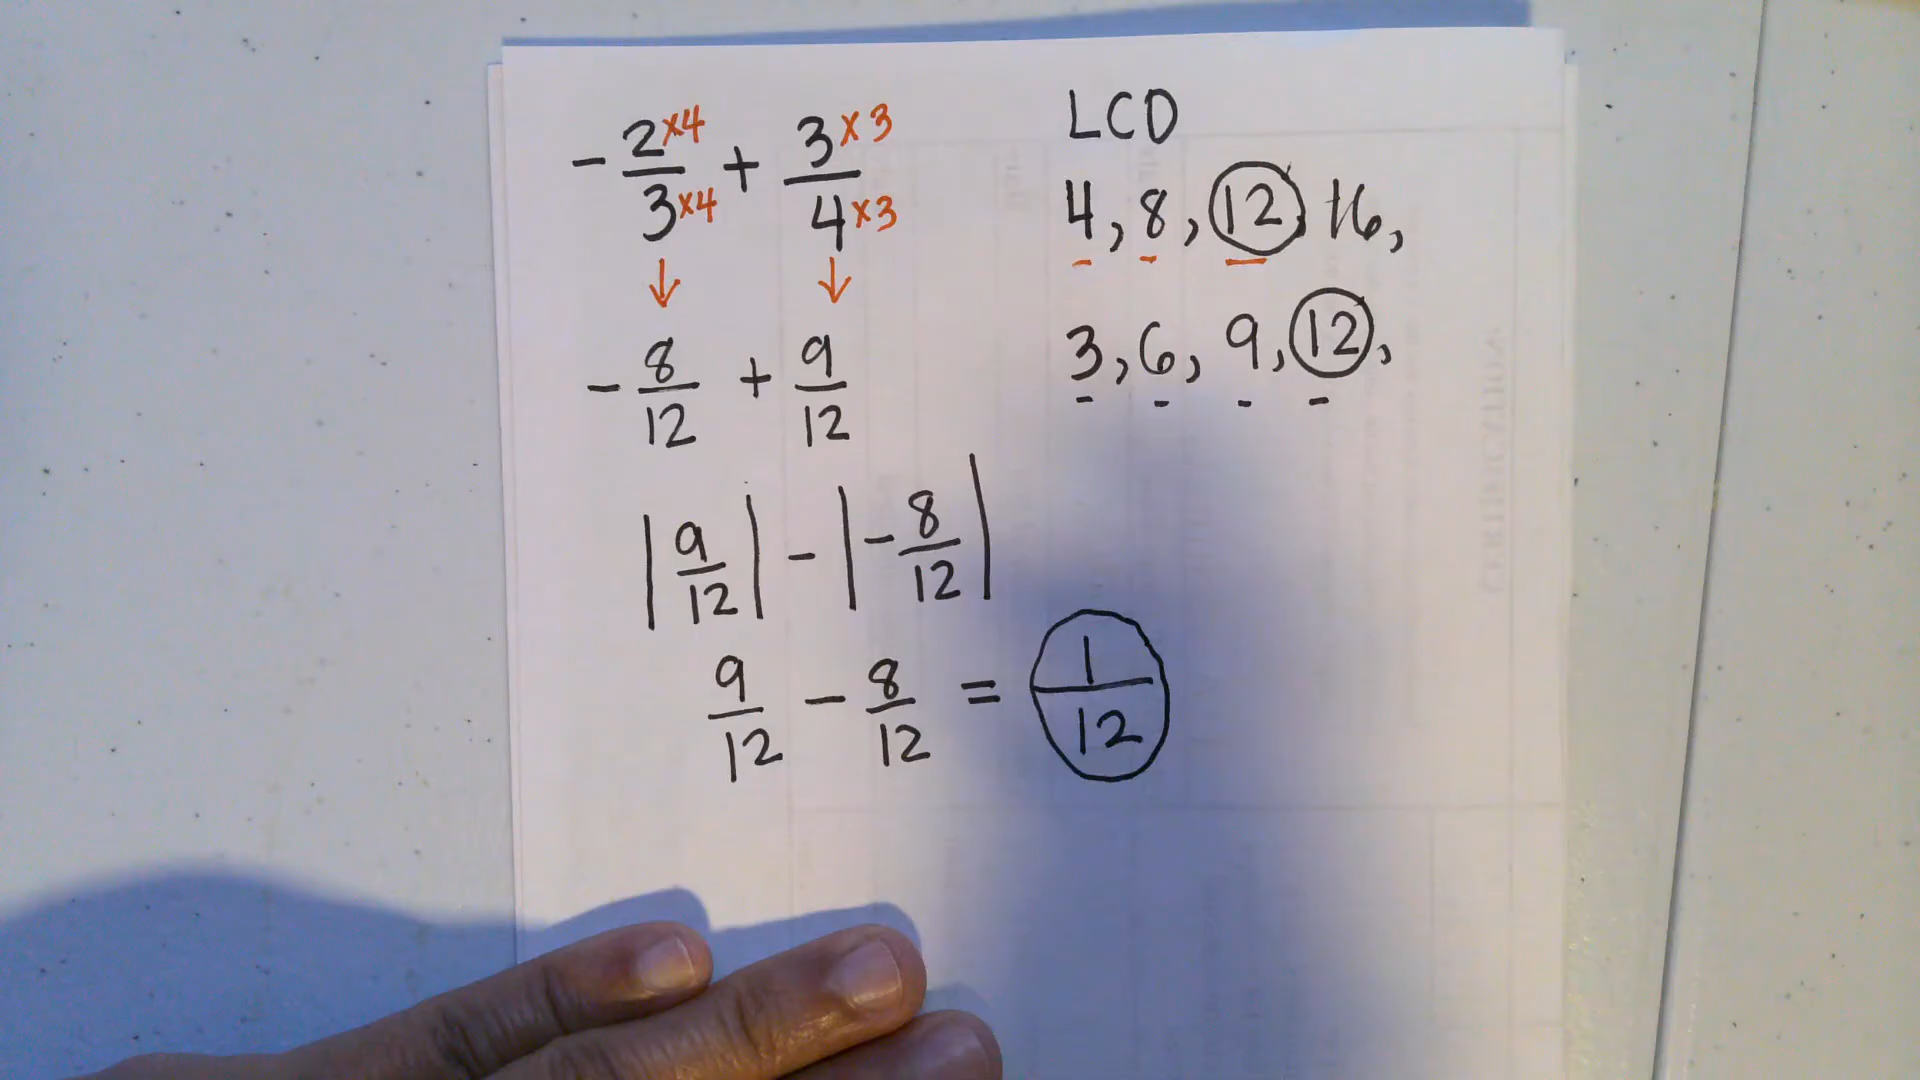 -2×4/3×4 + 3×3/4×3
↓ ↓
-8/12 + 9/12
|9/12| - |-8/12|
9/12 - 8/12 = 1/12
LCD
4, 8, 12, 16,
3, 6, 9, 12,